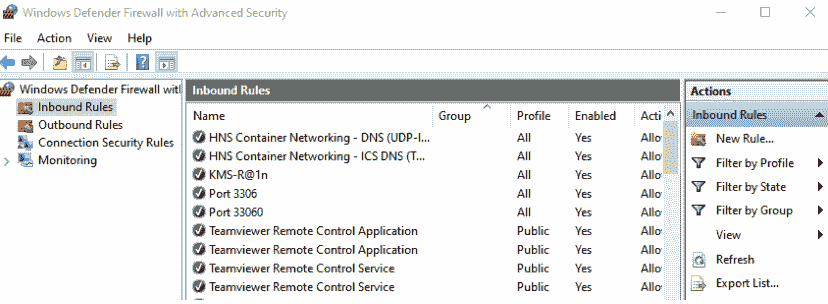 Windows Defender Firewall with Advanced Security
File Action View Help
Windows Defender Firewall wit
Inbound Rules
Outbound Rules
Connection Security Rules
Monitoring
Inbound Rules
Name Group Profile Enabled Acti
HNS Container Networking - DNS (UDP-I... All Yes Allo
HNS Container Networking - ICS DNS (T... All Yes Allo
KMS-R@1n All Yes Allo
Port 3306 All Yes Allo
Port 33060 All Yes Allo
Teamviewer Remote Control Application Public Yes Allo
Teamviewer Remote Control Application Public Yes Allo
Teamviewer Remote Control Service Public Yes Allo
Teamviewer Remote Control Service Public Yes Allo
Actions
Inbound Rules
New Rule...
Filter by Profile
Filter by State
Filter by Group
View
Refresh
Export List...